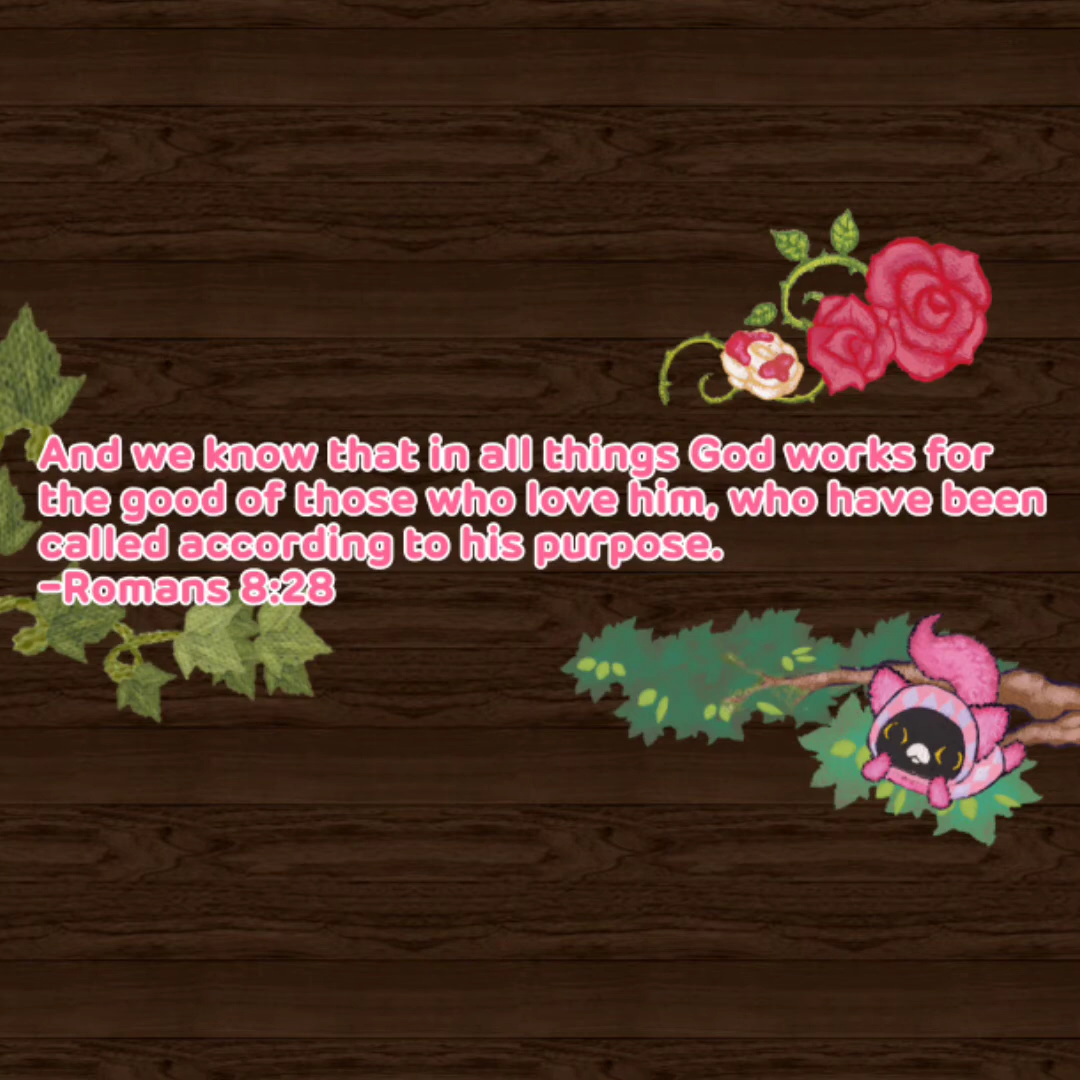 And we know that in all things God works for
the good of those who love him, who have been
called according to his purpose.
-Romans 8:28